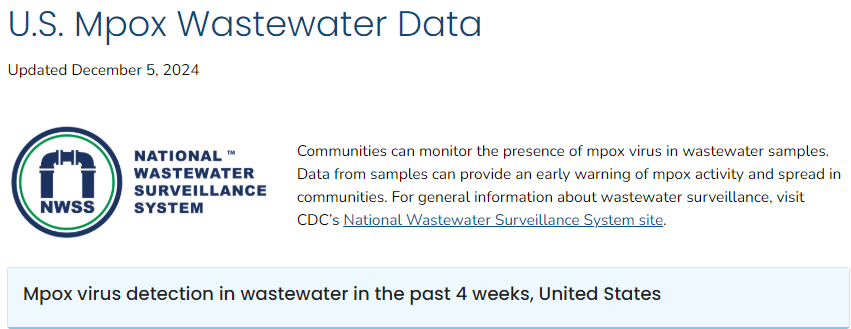 U.S. Mpox Wastewater Data
Updated December 5, 2024
NWSS
NATIONAL ™
WASTEWATER
SURVEILLANCE
SYSTEM
Communities can monitor the presence of mpox virus in wastewater samples.
Data from samples can provide an early warning of mpox activity and spread in
communities. For general information about wastewater surveillance, visit
CDC's National Wastewater Surveillance System site.
Mpox virus detection in wastewater in the past 4 weeks, United States